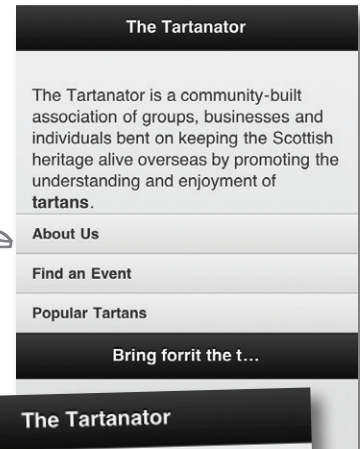 The Tartanator
The Tartanator is a community-built
association of groups, businesses and
individuals bent on keeping the Scottish
heritage alive overseas by promoting the
understanding and enjoyment of
tartans.
About Us
Find an Event
Popular Tartans
Bring forrit the t...
The Tartanator